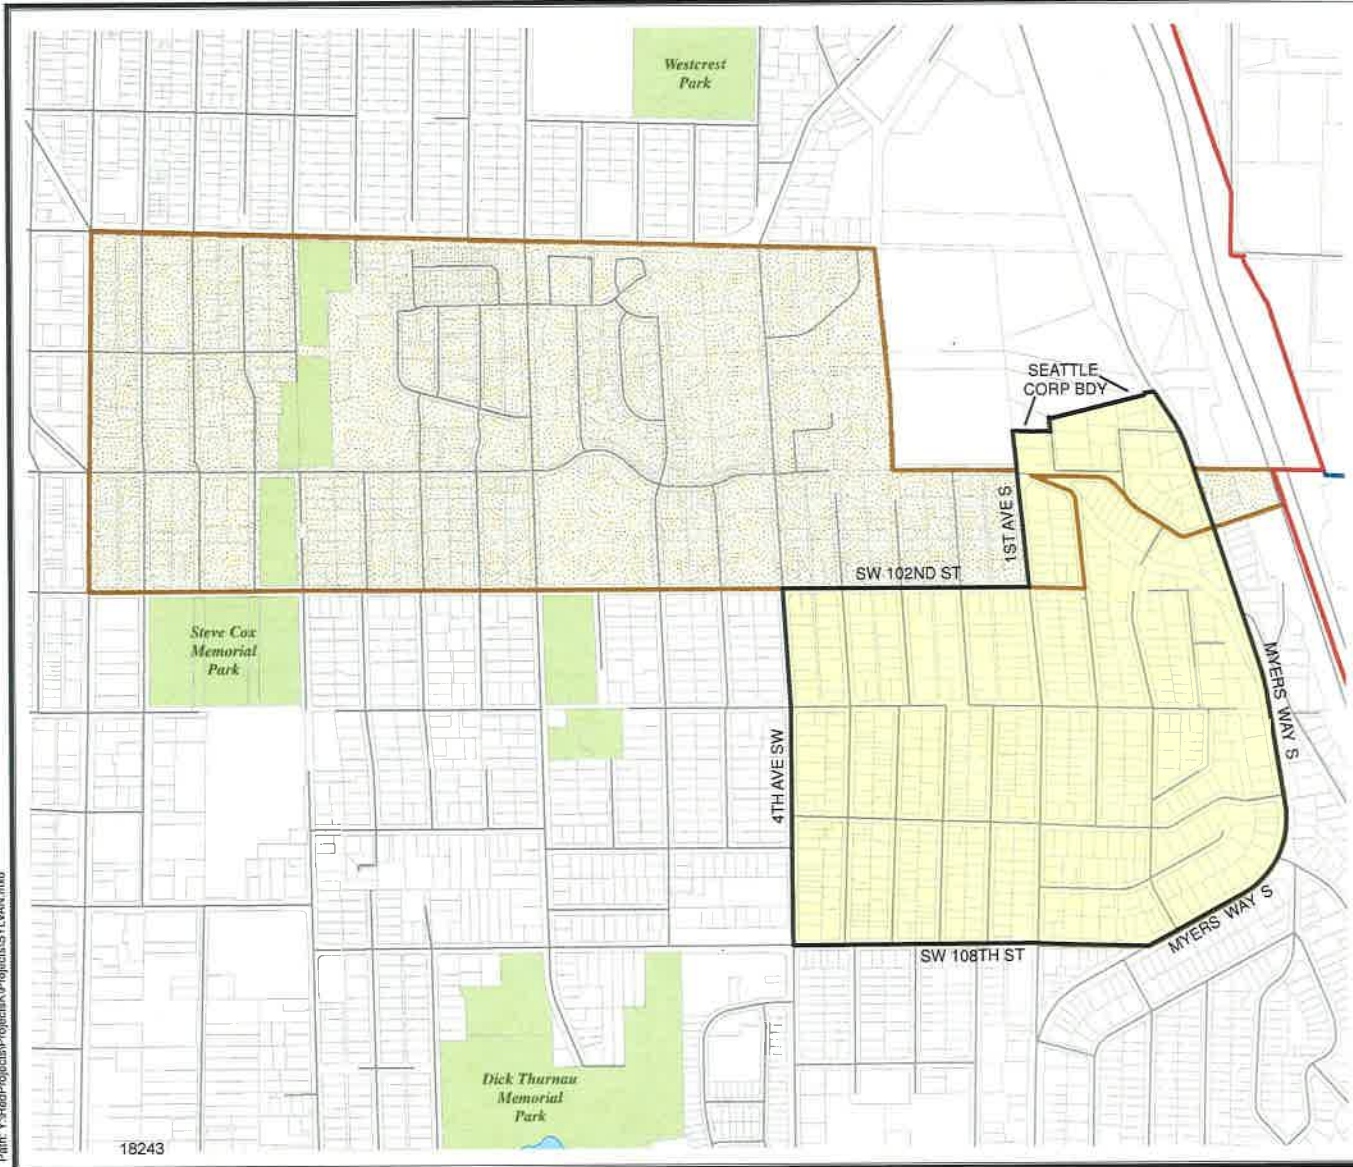 Westcrest
Park
SEATTLE
CORP BDY
1ST AVE S
SW 102ND ST
Steve Cox
Memorial
Park
MYERS WAY S
4TH AVE SW
MYERS WAY S
SW 108TH ST
Dick Thurnau
Memorial
Park
18243